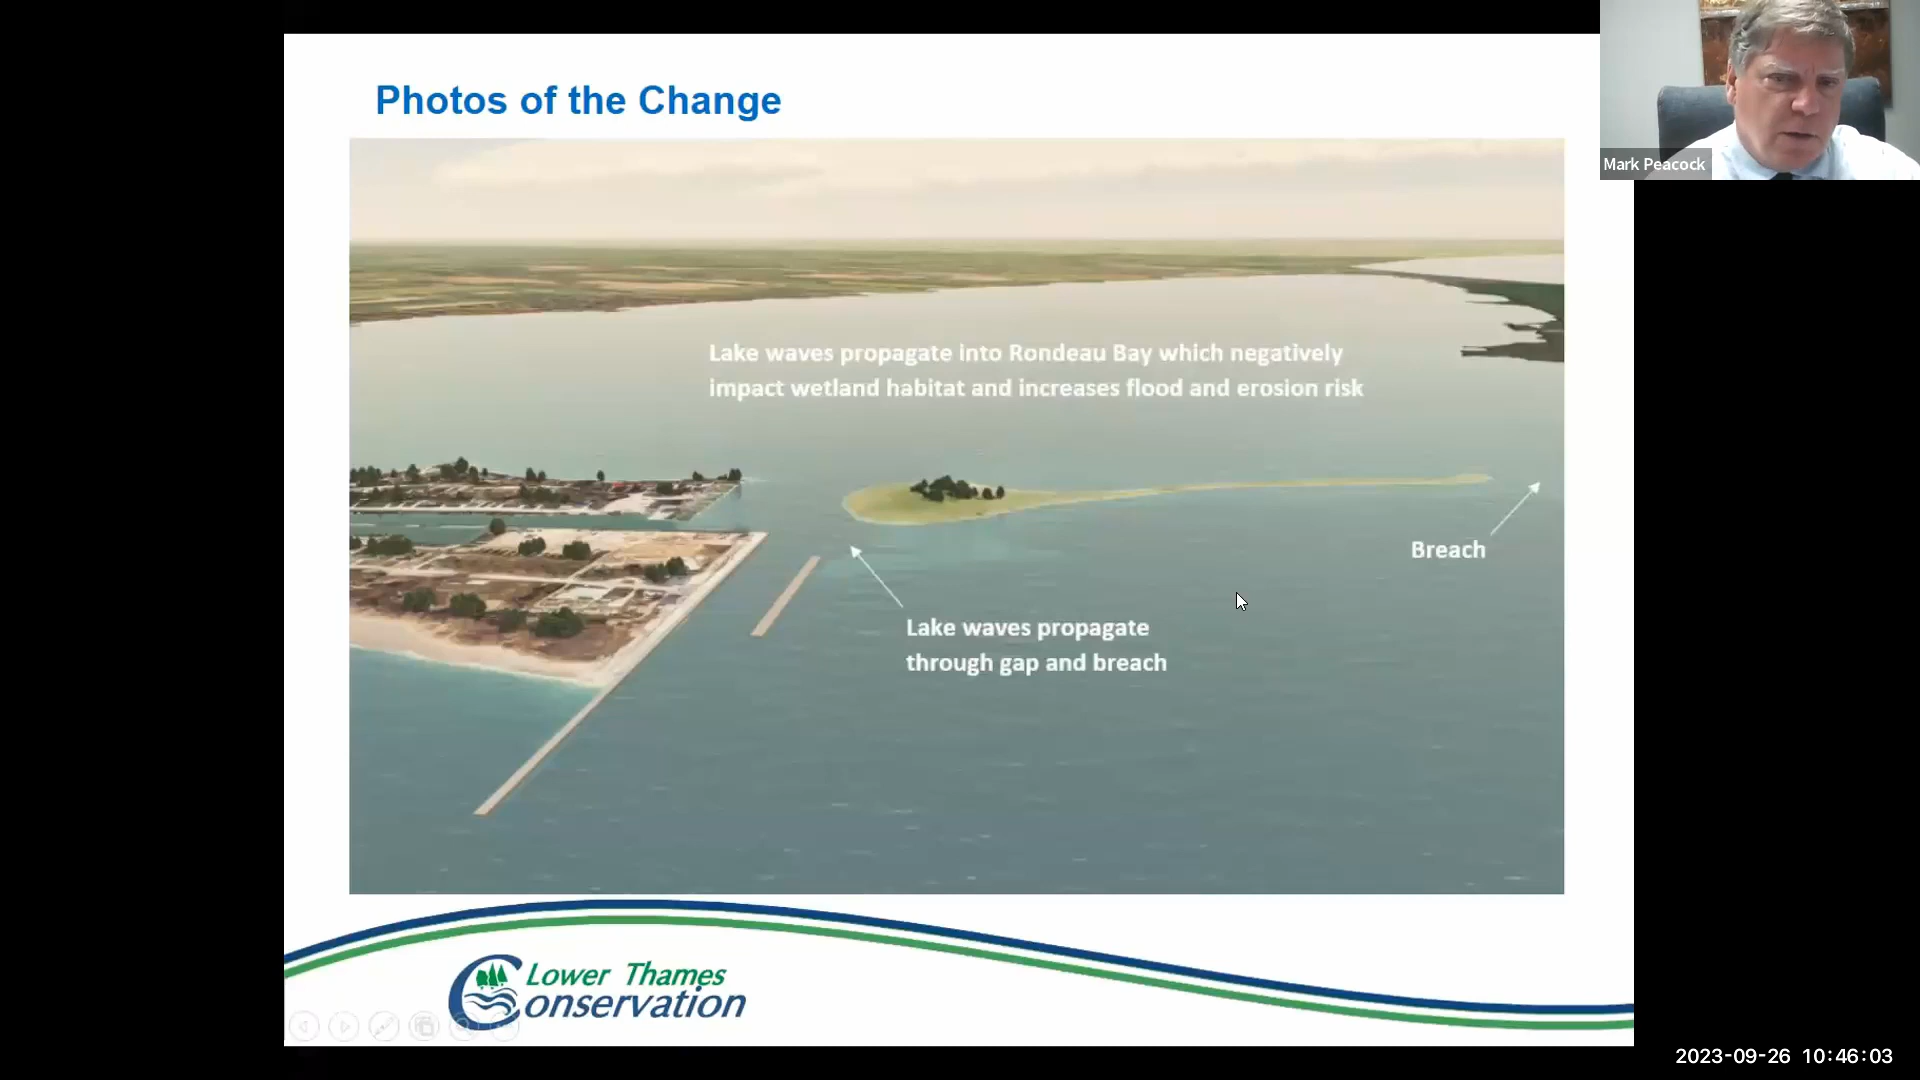 Photos of the Change
Mark Peacock
Lake waves propagate into Rondeau Bay which negatively
impact wetland habitat and increases flood and erosion risk
Breach
Lake waves propagate
through gap and breach
Lower Thames
Conservation
2023-09-26 10:46:03